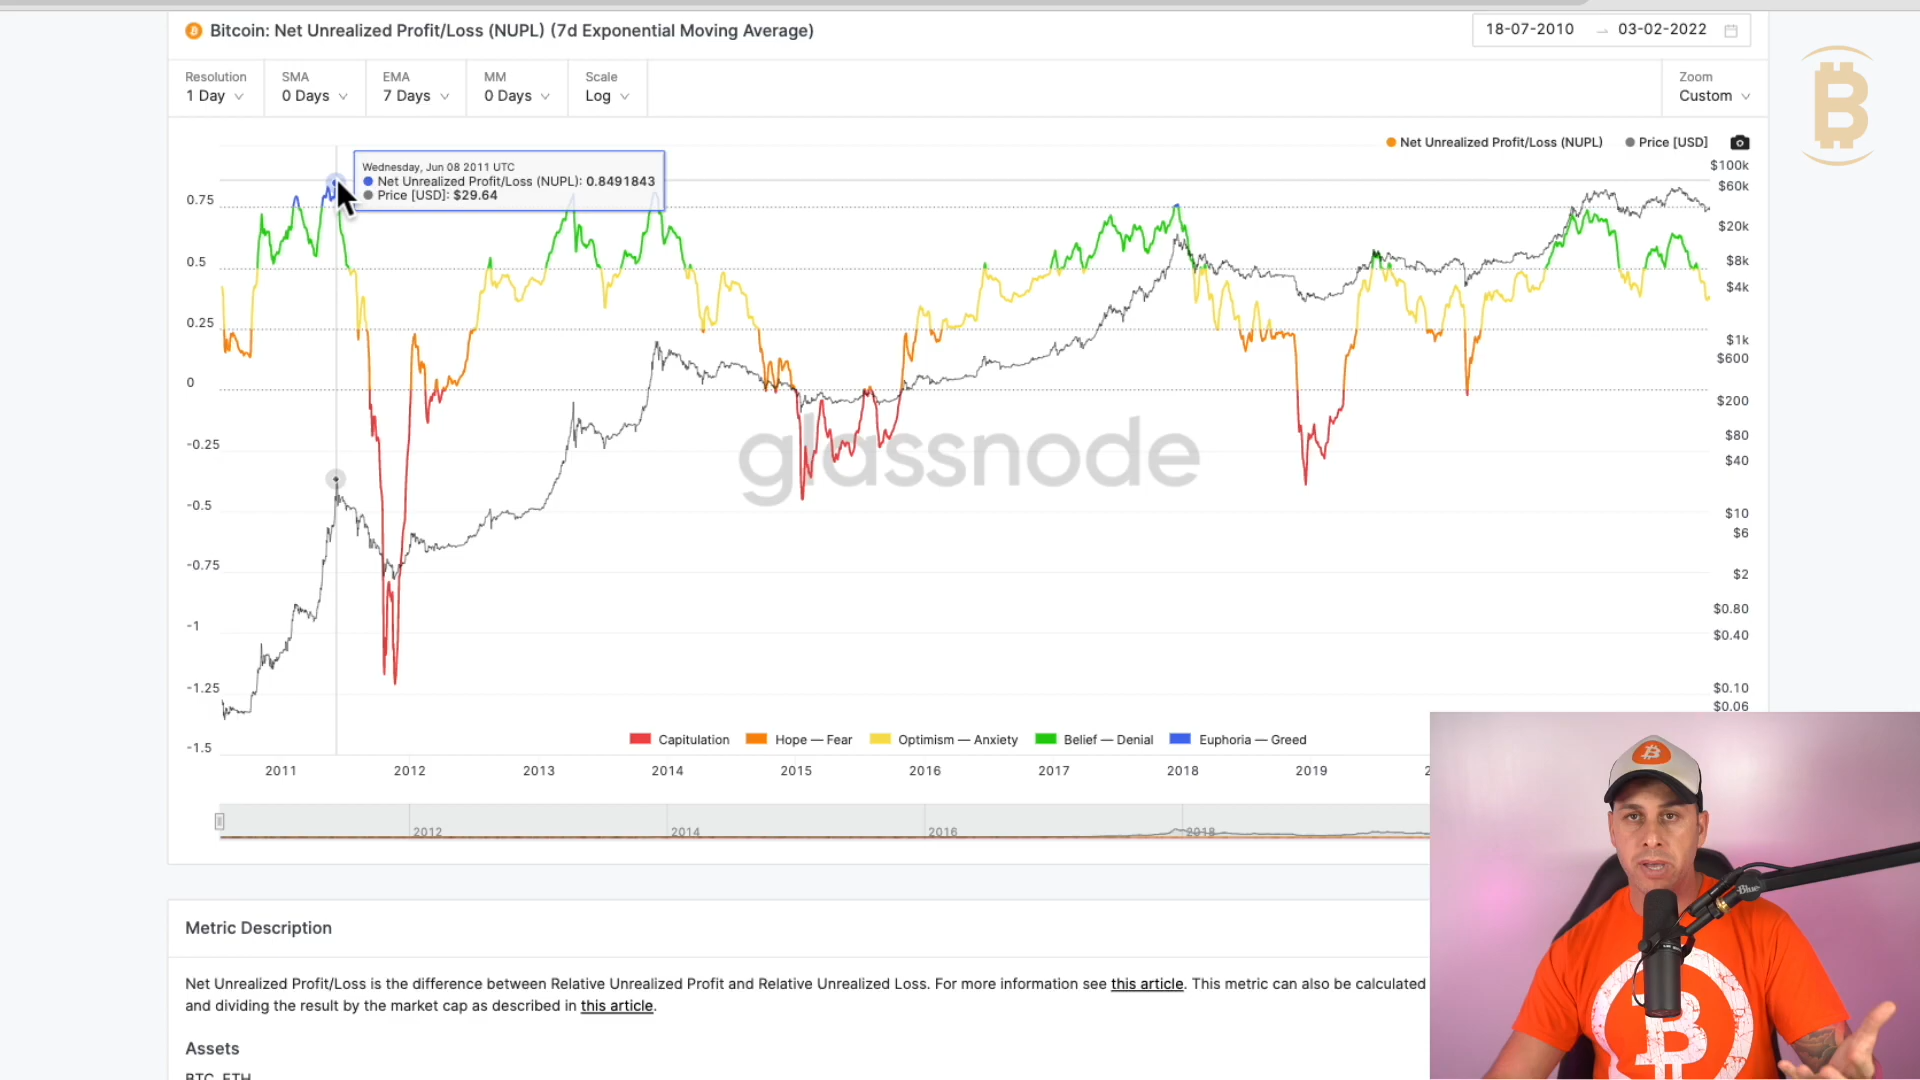 Bitcoin: Net Unrealized Profit/Loss (NUPL) (7d Exponential Moving Average)
18-07-2010 → 03-02-2022
Resolution SMA EMA MM Scale Zoom
1 Day 0 Days 7 Days 0 Days Log Custom
Net Unrealized Profit/Loss (NUPL) Price [USD]
Wednesday, Jun 08 2011 UTC
Net Unrealized Profit/Loss (NUPL): 0.8491843
Price [USD]: $29.64
0.75
0.5
0.25
0
-0.25
-0.5
-0.75
-1
-1.25
-1.5
$100k
$60k
$20k
$8k
$4k
$1k
$600
$200
$80
$40
$10
$6
$2
$0.80
$0.40
$0.10
$0.06
glassnode
Capitulation Hope — Fear Optimism — Anxiety Belief — Denial Euphoria — Greed
2011 2012 2013 2014 2015 2016 2017 2018 2019 2
2012 2014 2016 2018
Metric Description
Net Unrealized Profit/Loss is the difference between Relative Unrealized Profit and Relative Unrealized Loss. For more information see this article. This metric can also be calculated
and dividing the result by the market cap as described in this article.
Assets
BTC, ETH
Blue